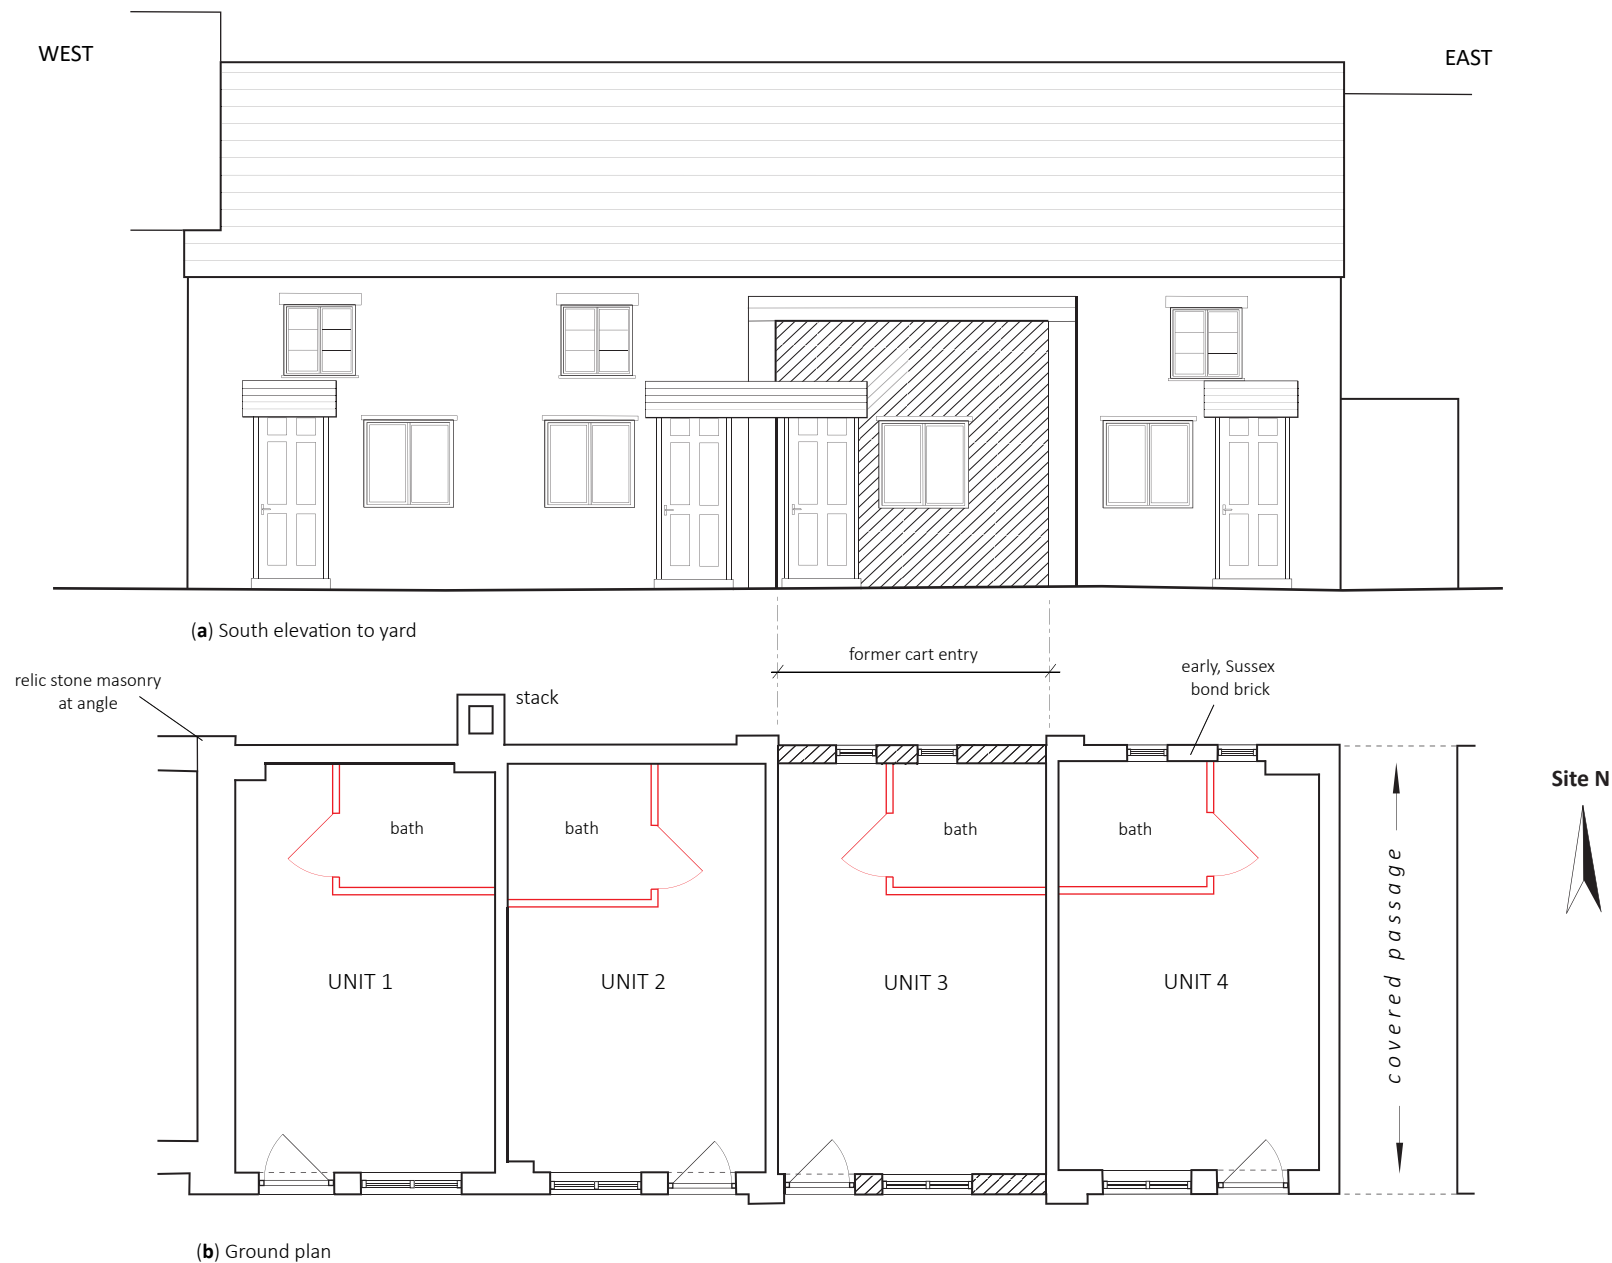 WEST
EAST
(a) South elevation to yard
former cart entry
relic stone masonry
at angle
stack
early, Sussex
bond brick
Site N
bath
bath
bath
bath
covered passage
UNIT 1
UNIT 2
UNIT 3
UNIT 4
(b) Ground plan